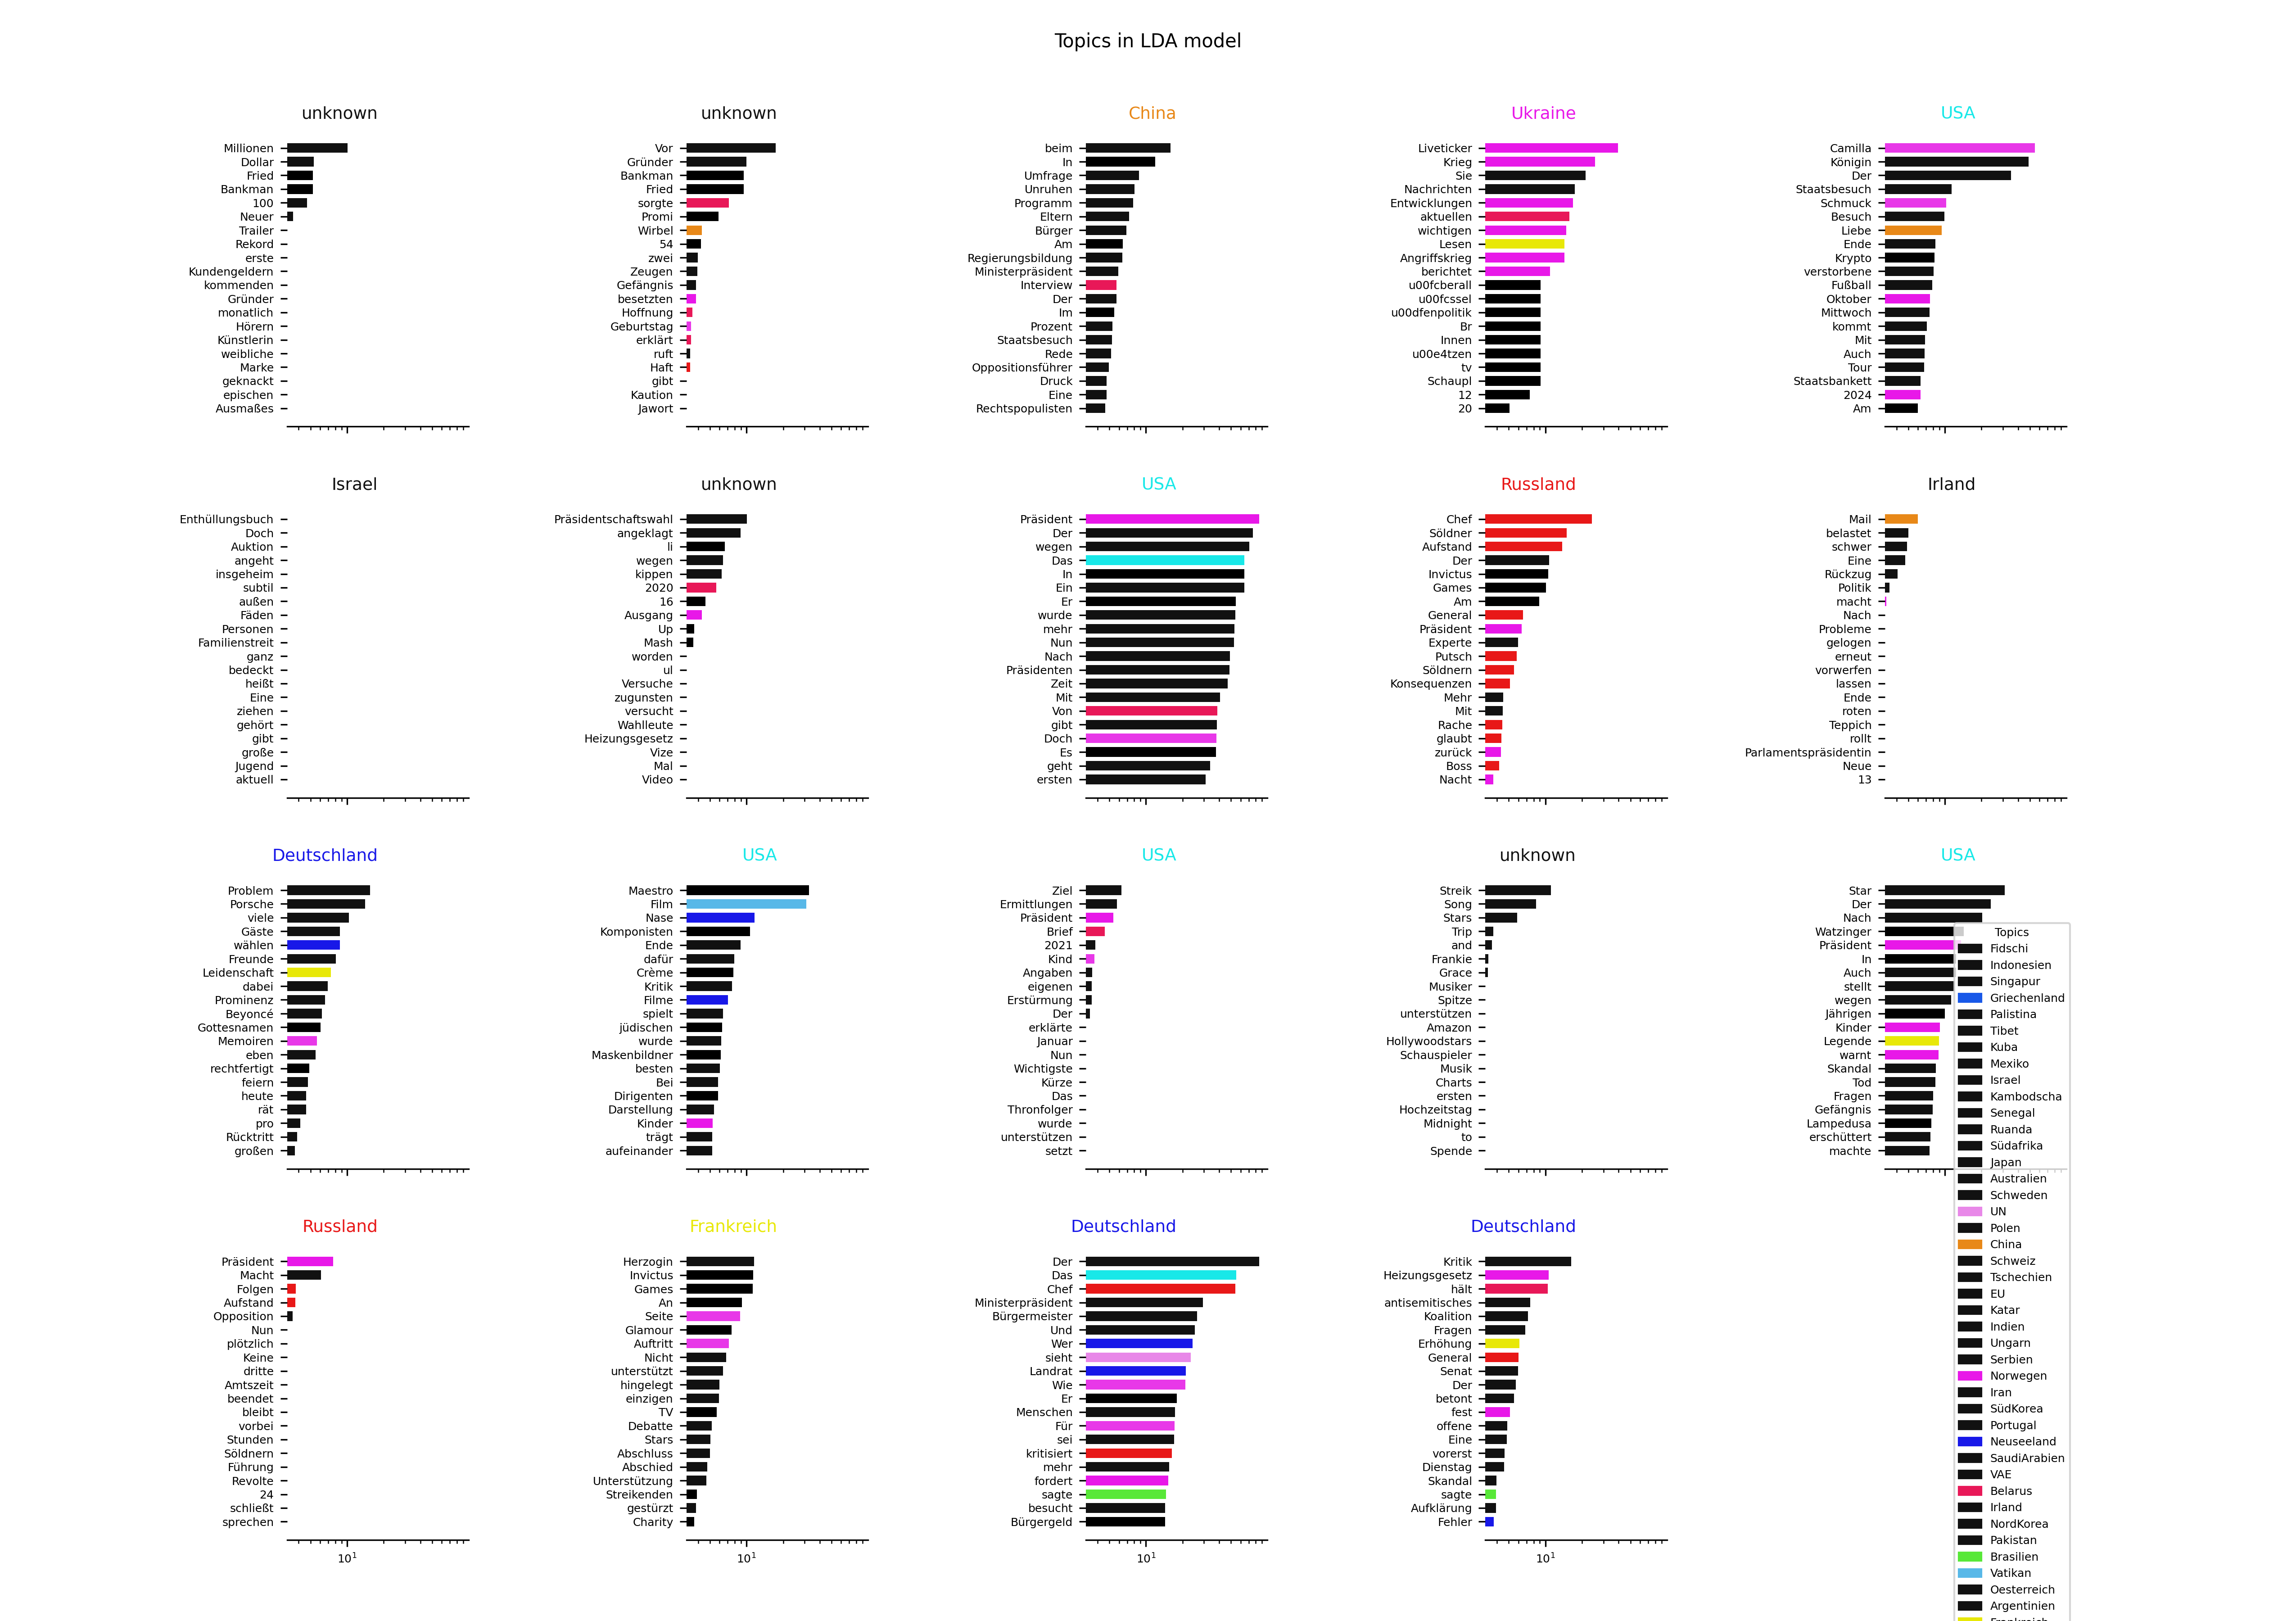 Topics in LDA model
unknown
Millionen
Dollar
Fried
Bankman
100
Neuer
Trailer
Rekord
erste
Kundengeldern
kommenden
Gründer
monatlich
Hörern
Künstlerin
weibliche
Marke
geknackt
epischen
Ausmaßes
unknown
Vor
Gründer
Bankman
Fried
sorgte
Promi
Wirbel
54
zwei
Zeugen
Gefängnis
besetzten
Hoffnung
Geburtstag
erklärt
ruft
Haft
gibt
Kaution
Jawort
China
beim
In
Umfrage
Unruhen
Programm
Eltern
Bürger
Am
Regierungsbildung
Ministerpräsident
Interview
Der
Im
Prozent
Staatsbesuch
Rede
Oppositionsführer
Druck
Eine
Rechtspopulisten
Ukraine
Liveticker
Krieg
Sie
Nachrichten
Entwicklungen
aktuellen
wichtigen
Lesen
Angriffskrieg
berichtet
u00fcberall
u00fcssel
u00dfenpolitik
Br
Innen
u00e4tzen
tv
Schaupl
12
20
USA
Camilla
Königin
Der
Staatsbesuch
Schmuck
Besuch
Liebe
Ende
Krypto
verstorbene
Fußball
Oktober
Mittwoch
kommt
Mit
Auch
Tour
Staatsbankett
2024
Am
Israel
Enthüllungsbuch
Doch
Auktion
angeht
insgeheim
subtil
außen
Fäden
Personen
Familienstreit
ganz
bedeckt
heißt
Eine
ziehen
gehört
gibt
große
Jugend
aktuell
unknown
Präsidentschaftswahl
angeklagt
li
wegen
kippen
2020
16
Ausgang
Up
Mash
worden
ul
Versuche
zugunsten
versucht
Wahlleute
Heizungsgesetz
Vize
Mal
Video
USA
Präsident
Der
wegen
Das
In
Ein
Er
wurde
mehr
Nun
Nach
Präsidenten
Zeit
Mit
Von
gibt
Doch
Es
geht
ersten
Russland
Chef
Söldner
Aufstand
Der
Invictus
Games
Am
General
Präsident
Experte
Putsch
Söldnern
Konsequenzen
Mehr
Mit
Rache
glaubt
zurück
Boss
Nacht
Irland
Mail
belastet
schwer
Eine
Rückzug
Politik
macht
Nach
Probleme
gelogen
erneut
vorwerfen
lassen
Ende
roten
Teppich
rollt
Parlamentspräsidentin
Neue
13
Deutschland
Problem
Porsche
viele
Gäste
wählen
Freunde
Leidenschaft
dabei
Prominenz
Beyoncé
Gottesnamen
Memoiren
eben
rechtfertigt
feiern
heute
rät
pro
Rücktritt
großen
USA
Maestro
Film
Nase
Komponisten
Ende
dafür
Crème
Kritik
Filme
spielt
jüdischen
wurde
Maskenbildner
besten
Bei
Dirigenten
Darstellung
Kinder
trägt
aufeinander
USA
Ziel
Ermittlungen
Präsident
Brief
2021
Kind
Angaben
eigenen
Erstürmung
Der
erklärte
Januar
Nun
Wichtigste
Kürze
Das
Thronfolger
wurde
unterstützen
setzt
unknown
Streik
Song
Stars
Trip
and
Frankie
Grace
Musiker
Spitze
unterstützen
Amazon
Hollywoodstars
Schauspieler
Musik
Charts
ersten
Hochzeitstag
Midnight
to
Spende
USA
Star
Der
Nach
Watzinger
Präsident
In
Auch
stellt
wegen
Jährigen
Kinder
Legende
warnt
Skandal
Tod
Fragen
Gefängnis
Lampedusa
erschüttert
machte
Russland
Präsident
Macht
Folgen
Aufstand
Opposition
Nun
plötzlich
Keine
dritte
Amtszeit
beendet
bleibt
vorbei
Stunden
Söldnern
Führung
Revolte
24
schließt
sprechen
10¹
Frankreich
Herzogin
Invictus
Games
An
Seite
Glamour
Auftritt
Nicht
unterstützt
hingelegt
einzigen
TV
Debatte
Stars
Abschluss
Abschied
Unterstützung
Streikenden
gestürzt
Charity
10¹
Deutschland
Der
Das
Chef
Ministerpräsident
Bürgermeister
Und
Wer
sieht
Landrat
Wie
Er
Menschen
Für
sei
kritisiert
mehr
fordert
sagte
besucht
Bürgergeld
10¹
Deutschland
Kritik
Heizungsgesetz
hält
antisemitisches
Koalition
Fragen
Erhöhung
General
Senat
Der
betont
fest
offene
Eine
vorerst
Dienstag
Skandal
sagte
Aufklärung
Fehler
10¹
Topics
Fidschi
Indonesien
Singapur
Griechenland
Palistina
Tibet
Kuba
Mexiko
Israel
Kambodscha
Senegal
Ruanda
Südafrika
Japan
Australien
Schweden
UN
Polen
China
Schweiz
Tschechien
EU
Katar
Indien
Ungarn
Serbien
Norwegen
Iran
SüdKorea
Portugal
Neuseeland
SaudiArabien
VAE
Belarus
Irland
NordKorea
Pakistan
Brasilien
Vatikan
Oesterreich
Argentinien